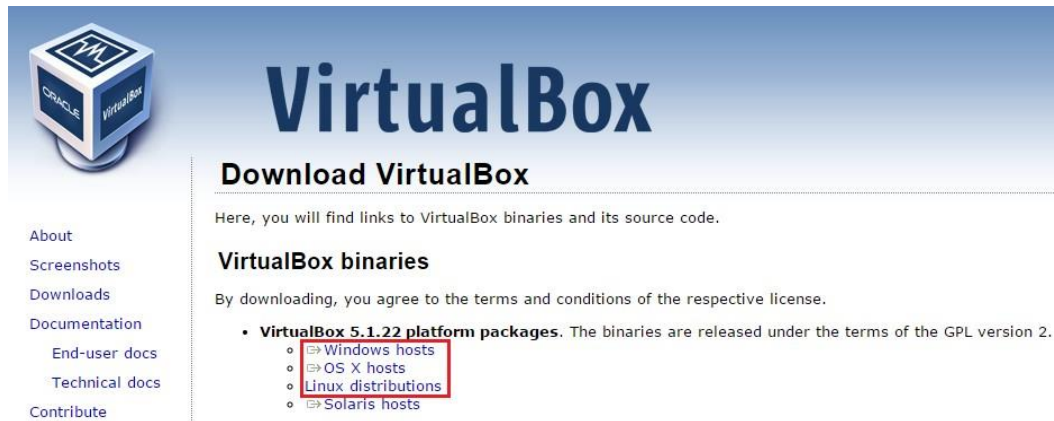 ORACLE
VirtualBox
VirtualBox
Download VirtualBox
Here, you will find links to VirtualBox binaries and its source code.
About
Screenshots
Downloads
Documentation
End-user docs
Technical docs
Contribute
VirtualBox binaries
By downloading, you agree to the terms and conditions of the respective license.
• VirtualBox 5.1.22 platform packages. The binaries are released under the terms of the GPL version 2.
Windows hosts
OS X hosts
Linux distributions
Solaris hosts